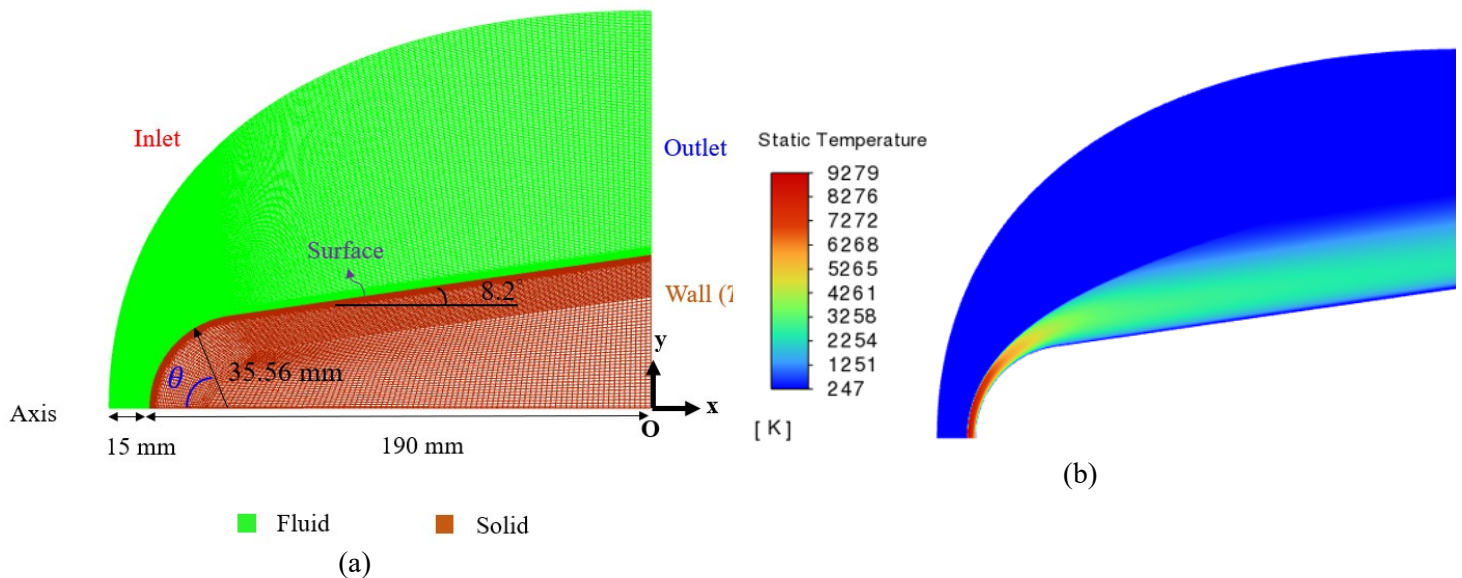 Inlet
Outlet
Surface
8.2°
Wall (
y
θ
35.56 mm
Axis
x
O
15 mm
190 mm
Fluid
Solid
(a)
Static Temperature
9279
8276
7272
6268
5265
4261
3258
2254
1251
247
[ K ]
(b)